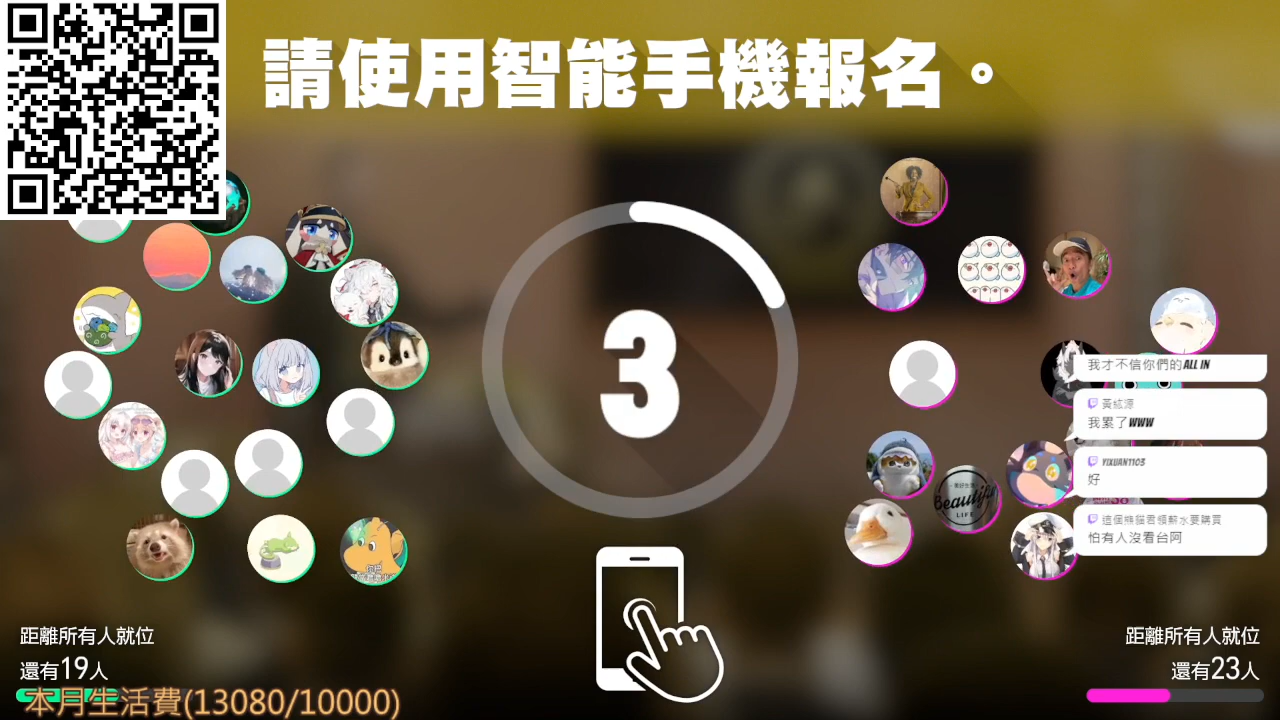 請使用智能手機報名。
3
我才不信你們的ALL IN
黃紘源
我累了WWW
YIXUAN1103
好
這個熊貓君領薪水要購買
怕有人沒看台阿
Beautiful
LIFE
距離所有人就位
還有19人
距離所有人就位
還有23人
本月生活費(13080/10000)